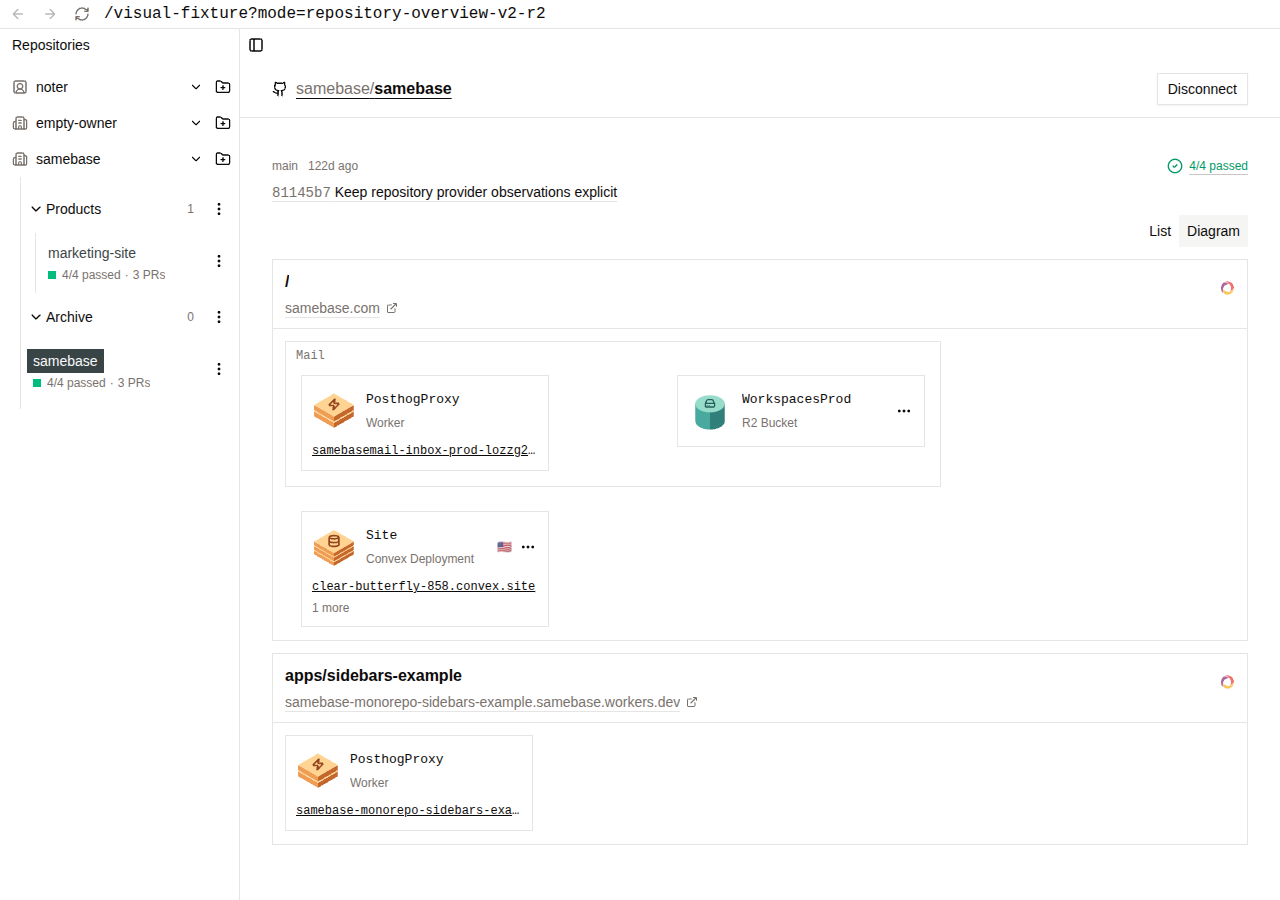 /visual-fixture?mode=repository-overview-v2-r2
Repositories
noter
empty-owner
samebase
Products 1
marketing-site
4/4 passed · 3 PRs
Archive 0
samebase
4/4 passed · 3 PRs
samebase/samebase
Disconnect
main 122d ago
4/4 passed
81145b7 Keep repository provider observations explicit
List Diagram
/
samebase.com
Mail
PosthogProxy
Worker
samebasemail-inbox-prod-lozzg2…
WorkspacesProd
R2 Bucket
Site
Convex Deployment
clear-butterfly-858.convex.site
1 more
apps/sidebars-example
samebase-monorepo-sidebars-example.samebase.workers.dev
PosthogProxy
Worker
samebase-monorepo-sidebars-exa…